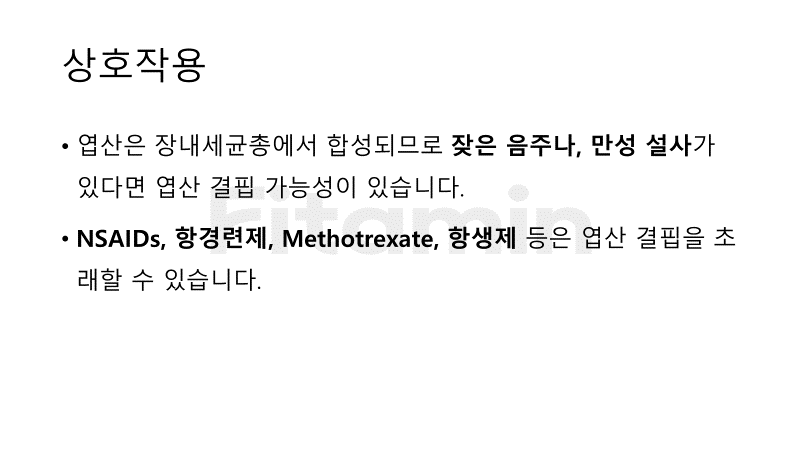 상호작용
• 엽산은 장내세균총에서 합성되므로 잦은 음주나, 만성 설사가
있다면 엽산 결핍 가능성이 있습니다.
Fitamin
• NSAIDs, 항경련제, Methotrexate, 항생제 등은 엽산 결핍을 초
래할 수 있습니다.